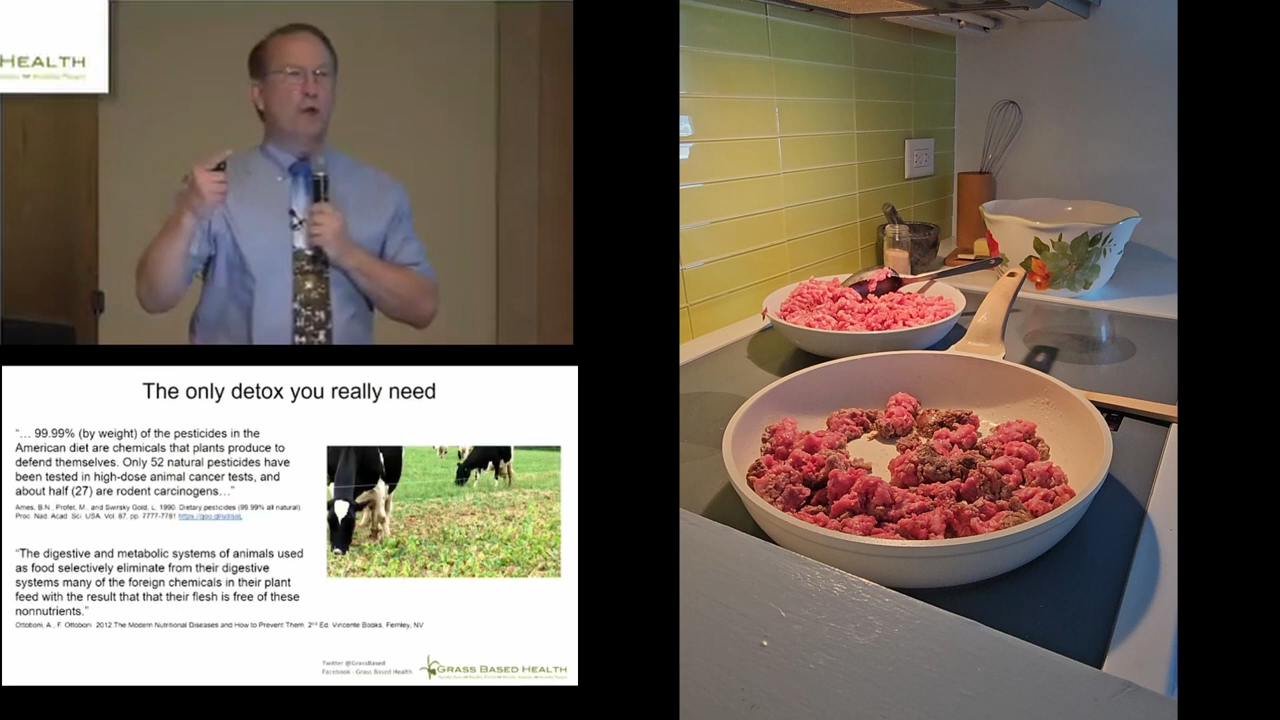 HEALTH
The only detox you really need
"... 99.99% (by weight) of the pesticides in the
American diet are chemicals that plants produce to
defend themselves. Only 52 natural pesticides have
been tested in high-dose animal cancer tests, and
about half (27) are rodent carcinogens..."
Ames, B.N., Profet, M., and Swirsky Gold, L. 1990. Dietary pesticides (99.99% all natural)
Proc. Nad. Acad. Sci. USA. Vol. 87, pp. 7777-7781
"The digestive and metabolic systems of animals used
as food selectively eliminate from their digestive
systems many of the foreign chemicals in their plant
feed with the result that that their flesh is free of these
nonnutrients."
Ottoboni, A., F. Ottoboni. 2012 The Modern Nutritional Diseases and How to Prevent Them. 2nd Ed. Vincente Books, Fernley, NV
Twitter @GrassBased
Facebook - Grass Based Health
GRASS BASED HEALTH